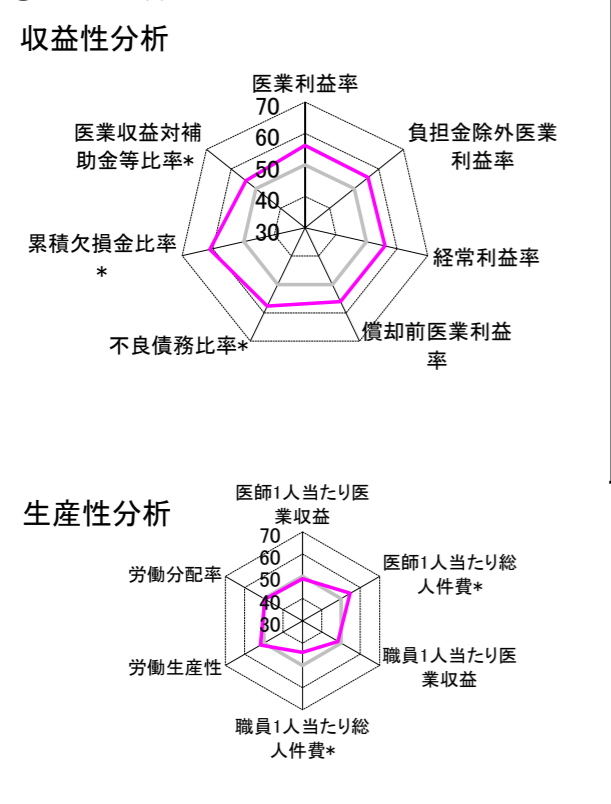 収益性分析
医業利益率
70
60
50
40
30
負担金除外医業
利益率
経常利益率
償却前医業利益
率
不良債務比率*
累積欠損金比率
*
医業収益対補
助金等比率*
生産性分析
医師1人当たり医
業収益
70
60
50
40
30
医師1人当たり総
人件費*
職員1人当たり医
業収益
職員1人当たり総
人件費*
労働生産性
労働分配率